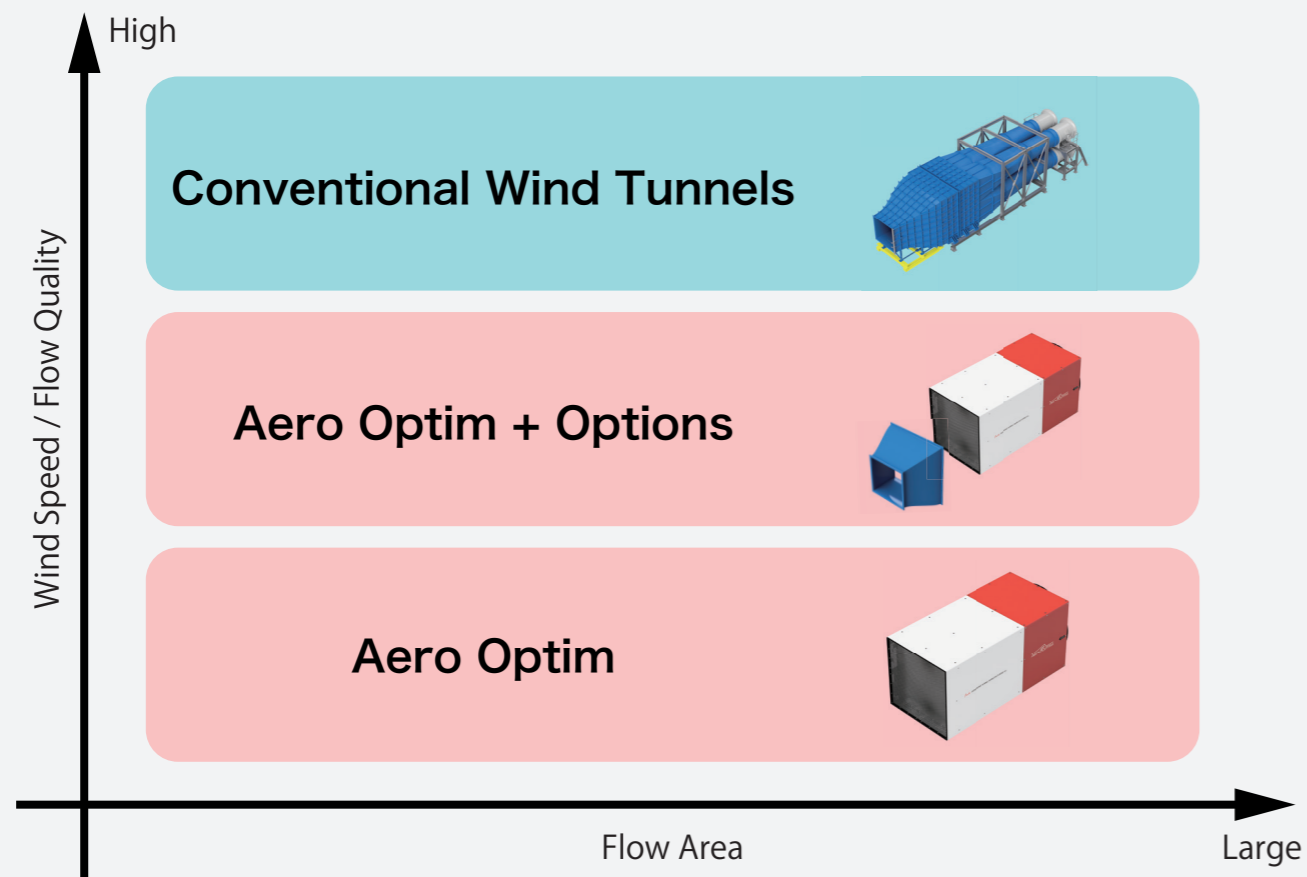 High
Wind Speed / Flow Quality
Conventional Wind Tunnels
Aero Optim + Options
Aero Optim
Flow Area
Large